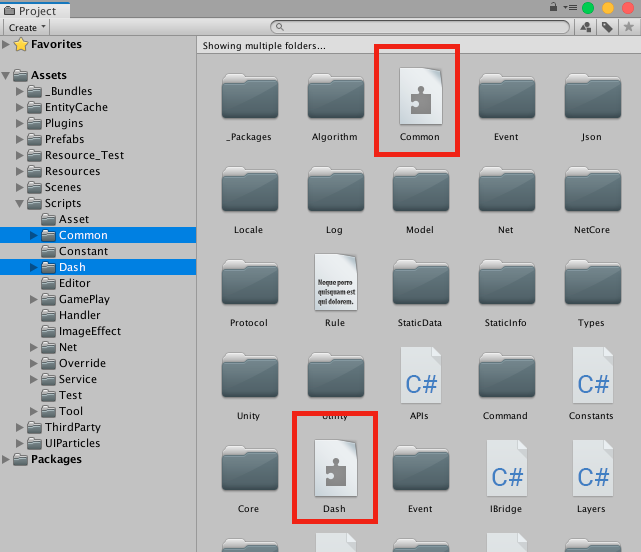 Project
Create
Favorites
Assets
_Bundles
EntityCache
Plugins
Prefabs
Resource_Test
Resources
Scenes
Scripts
Asset
Common
Constant
Dash
Editor
GamePlay
Handler
ImageEffect
Net
Override
Service
Test
Tool
ThirdParty
UIParticles
Packages
Showing multiple folders...
_Packages Algorithm Common Event Json
Locale Log Model Net NetCore
Neque porro
quisquam est
qui dolorem.
Protocol Rule StaticData StaticInfo Types
C# C#
Unity Utility APIs Command Constants
C# C#
Core Dash Event IBridge Layers